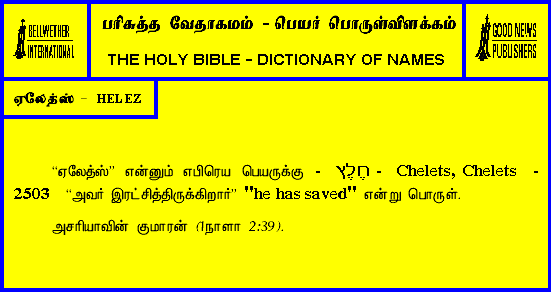 BELLWETHER
INTERNATIONAL
பரிசுத்த வேதாகமம் - பெயர் பொருள்விளக்கம்
THE HOLY BIBLE - DICTIONARY OF NAMES
GOOD NEWS
PUBLISHERS
ஏலேத்ஸ் - HELEZ
“ஏலேத்ஸ்” என்னும் எபிரெய பெயருக்கு - חֶלֶץ - Chelets, Chelets -
2503 “அவர் இரட்சித்திருக்கிறார்” "he has saved" என்று பொருள்.
அசரியாவின் குமாரன் (1நாளா 2:39).